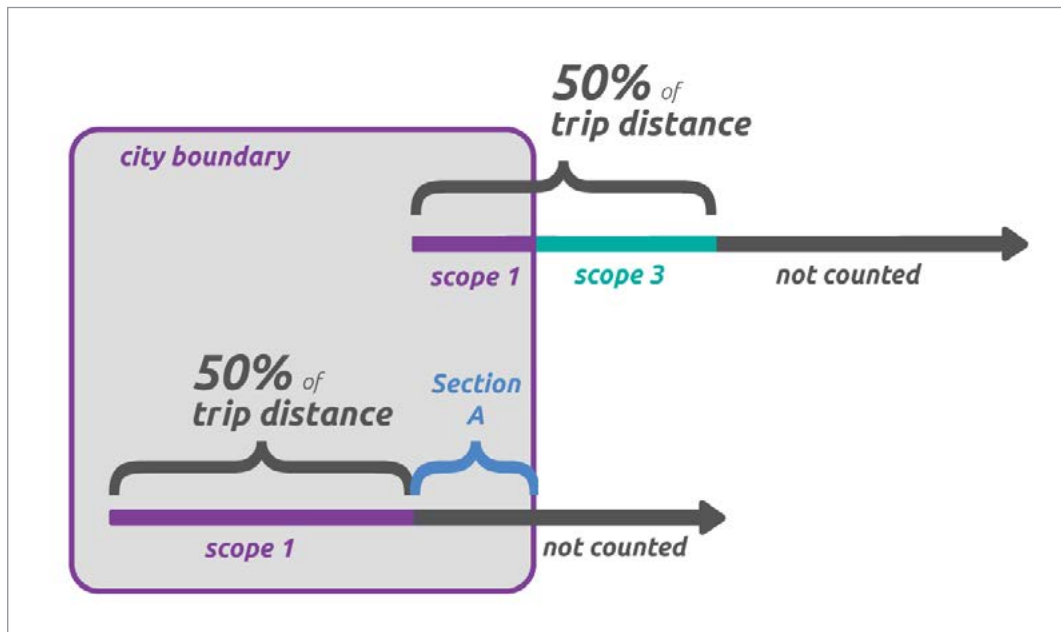 50% of
trip distance
city boundary
scope 1
scope 3
not counted
50% of
trip distance
Section
A
scope 1
not counted